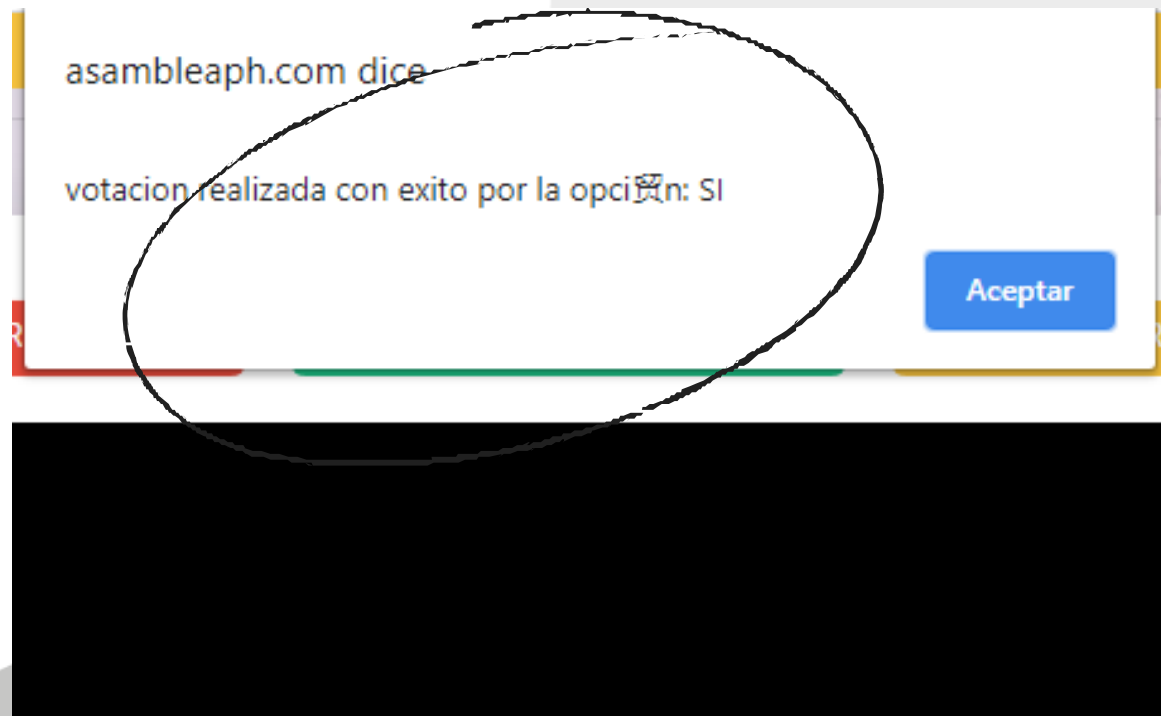 asambleaph.com dice
votacion realizada con exito por la opci贸n: SI
Aceptar